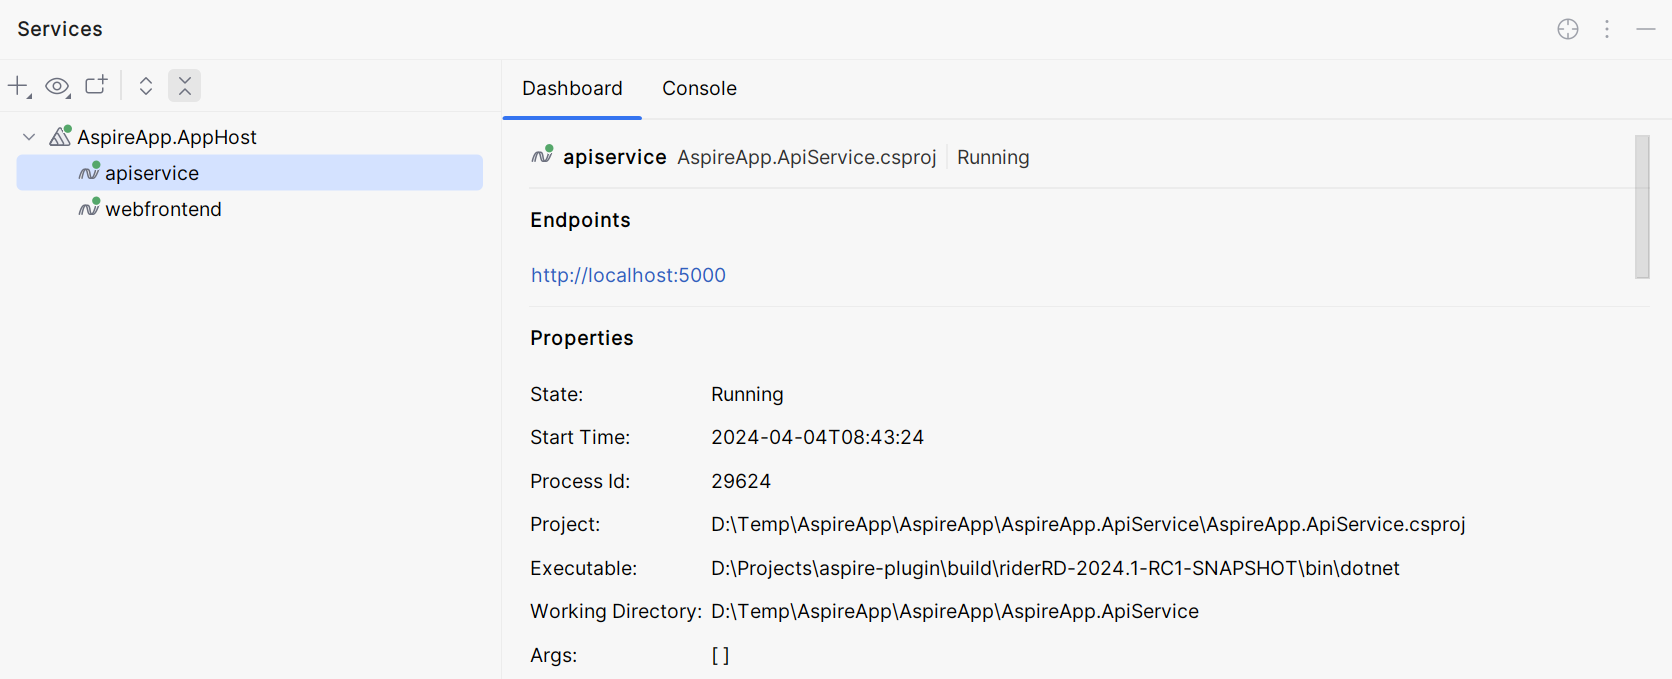 Services
Dashboard Console
AspireApp.AppHost
apiservice
webfrontend
apiservice AspireApp.ApiService.csproj Running
Endpoints
http://localhost:5000
Properties
State: Running
Start Time: 2024-04-04T08:43:24
Process Id: 29624
Project: D:\Temp\AspireApp\AspireApp\AspireApp.ApiService\AspireApp.ApiService.csproj
Executable: D:\Projects\aspire-plugin\build\riderRD-2024.1-RC1-SNAPSHOT\bin\dotnet
Working Directory: D:\Temp\AspireApp\AspireApp\AspireApp.ApiService
Args: []